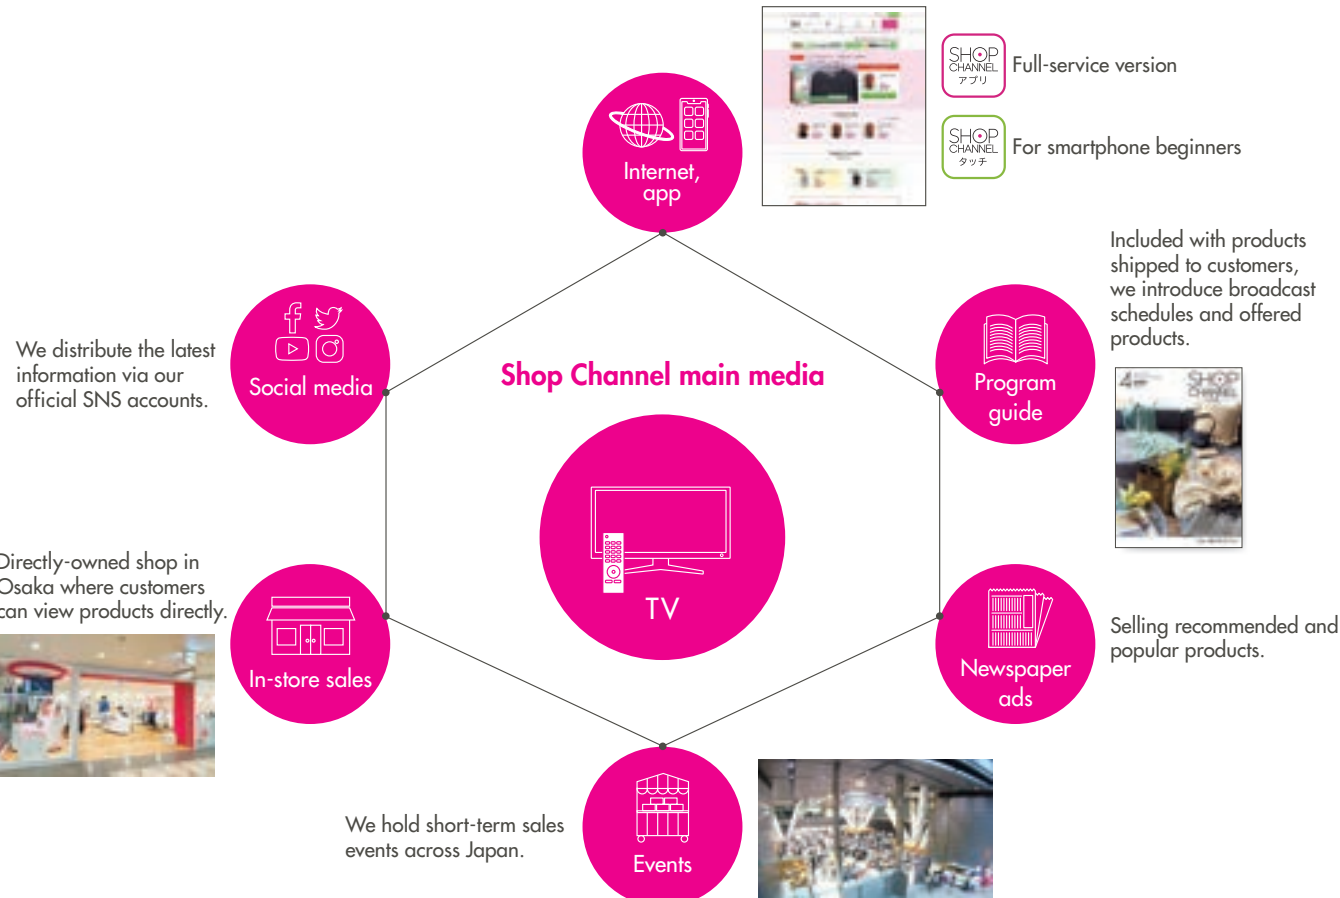 SHOP
CHANNEL
アプリ
Full-service version
SHOP
CHANNEL
タッチ
For smartphone beginners
Internet,
app
Included with products
shipped to customers,
we introduce broadcast
schedules and offered
products.
Program
guide
4
SHOP
CHANNEL
We distribute the latest
information via our
official SNS accounts.
Social media
Shop Channel main media
TV
Directly-owned shop in
Osaka where customers
can view products directly.
In-store sales
Newspaper
ads
Selling recommended and
popular products.
We hold short-term sales
events across Japan.
Events